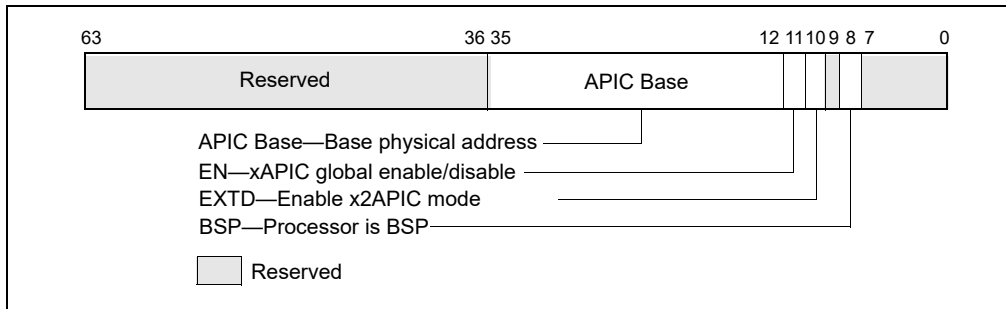 63 36 35 12 11 10 9 8 7 0
Reserved APIC Base
APIC Base—Base physical address
EN—xAPIC global enable/disable
EXTD—Enable x2APIC mode
BSP—Processor is BSP
Reserved